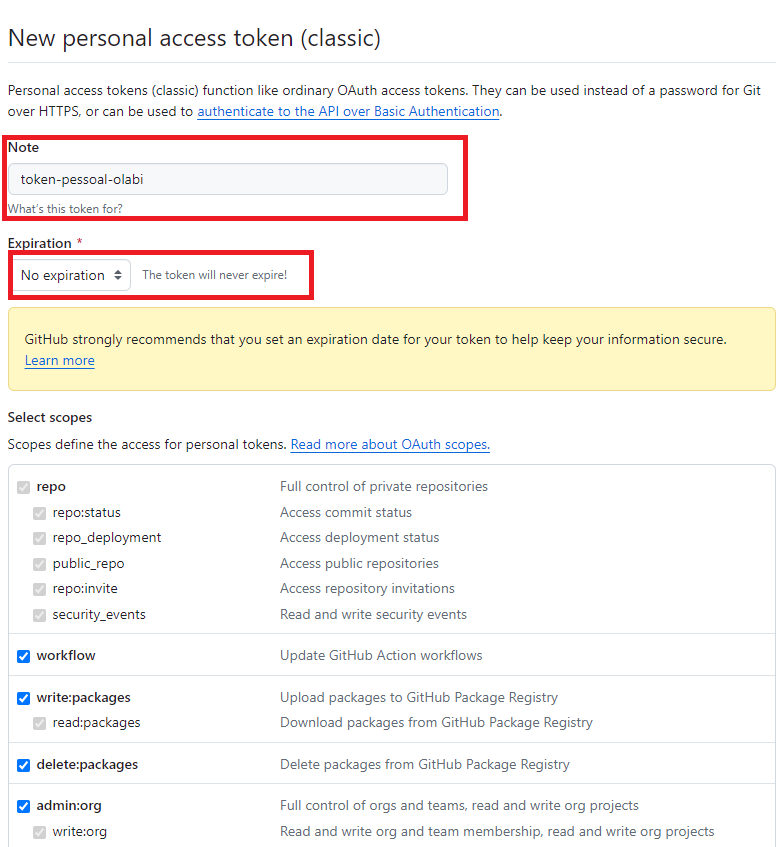 New personal access token (classic)
Personal access tokens (classic) function like ordinary OAuth access tokens. They can be used instead of a password for Git
over HTTPS, or can be used to authenticate to the API over Basic Authentication.
Note
token-pessoal-olabi
What's this token for?
Expiration *
No expiration The token will never expire!
GitHub strongly recommends that you set an expiration date for your token to help keep your information secure.
Learn more
Select scopes
Scopes define the access for personal tokens. Read more about OAuth scopes.
repo Full control of private repositories
repo:status Access commit status
repo_deployment Access deployment status
public_repo Access public repositories
repo:invite Access repository invitations
security_events Read and write security events
workflow Update GitHub Action workflows
write:packages Upload packages to GitHub Package Registry
read:packages Download packages from GitHub Package Registry
delete:packages Delete packages from GitHub Package Registry
admin:org Full control of orgs and teams, read and write org projects
write:org Read and write org and team membership, read and write org projects